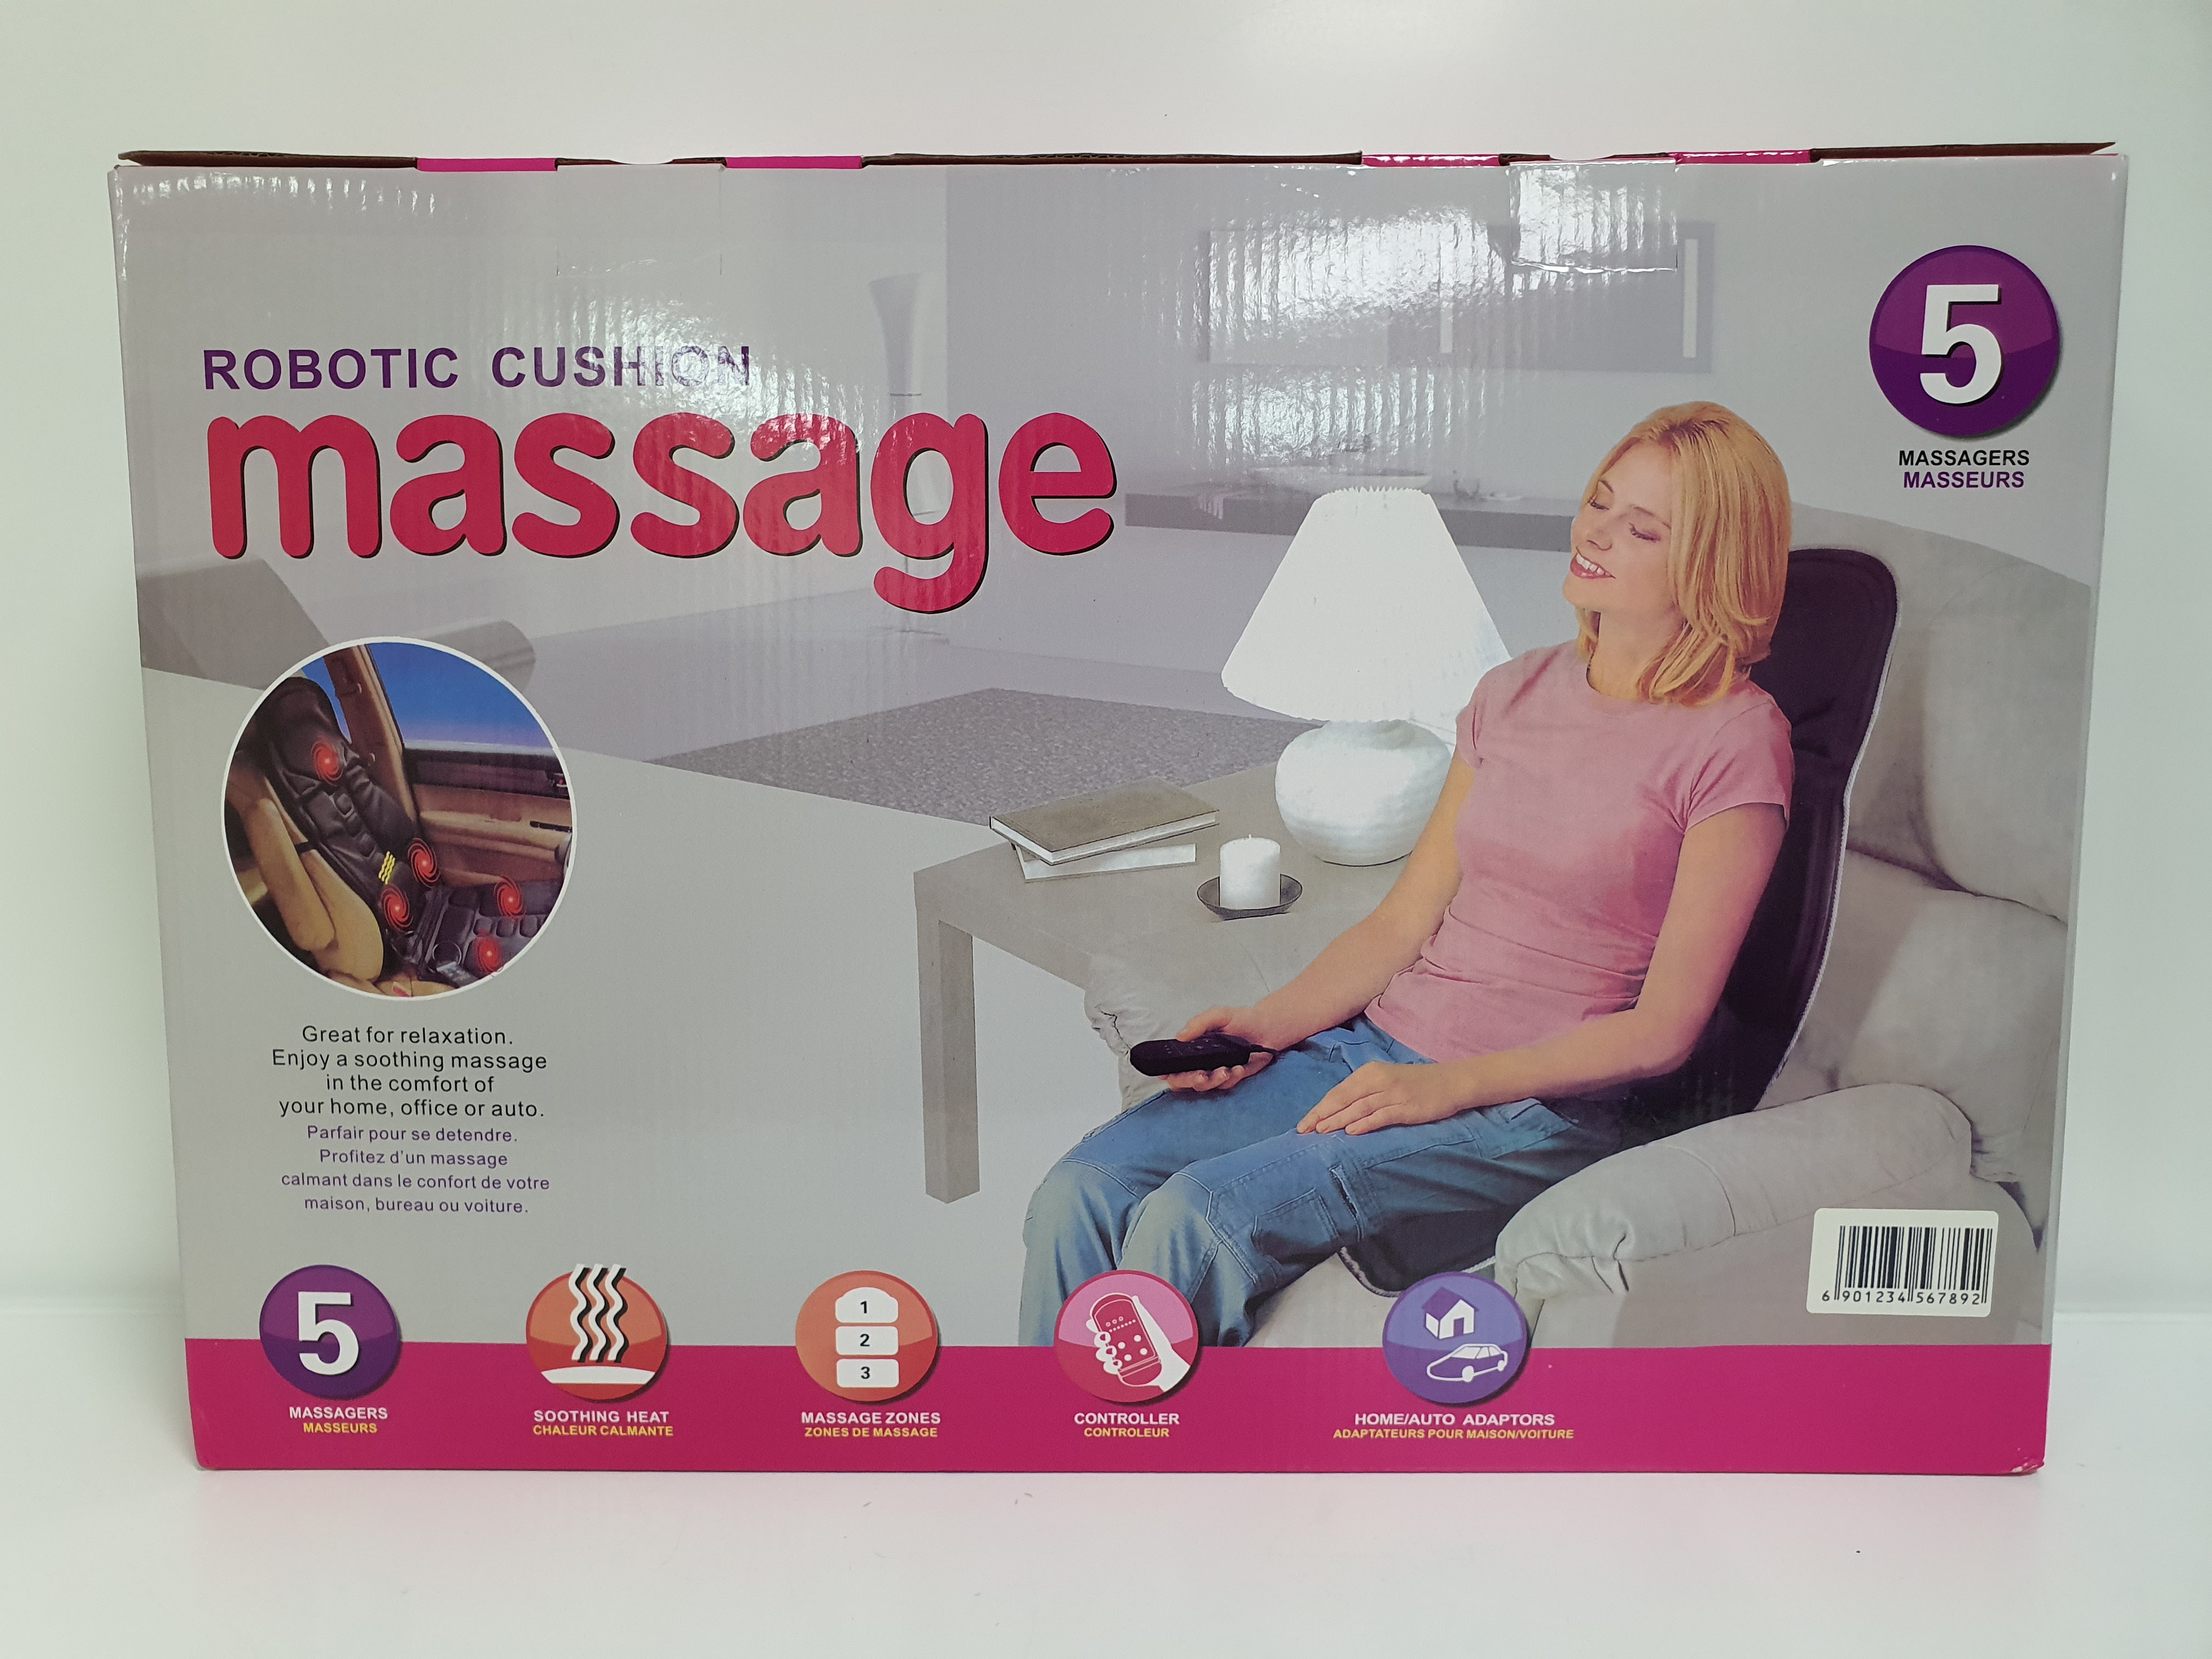 ROBOTIC CUSHION
massage
5
MASSAGERS
MASSEURS
Great for relaxation.
Enjoy a soothing massage
in the comfort of
your home, office or auto.
Parfair pour se detendre.
Profitez d'un massage
calmant dans le confort de votre
maison, bureau ou voiture.
6 901234 567892
5
MASSAGERS
MASSEURS
SOOTHING HEAT
CHALEUR CALMANTE
1
2
3
MASSAGE ZONES
ZONES DE MASSAGE
CONTROLLER
CONTROLEUR
HOME/AUTO ADAPTORS
ADAPTATEURS POUR MAISON/VOITURE